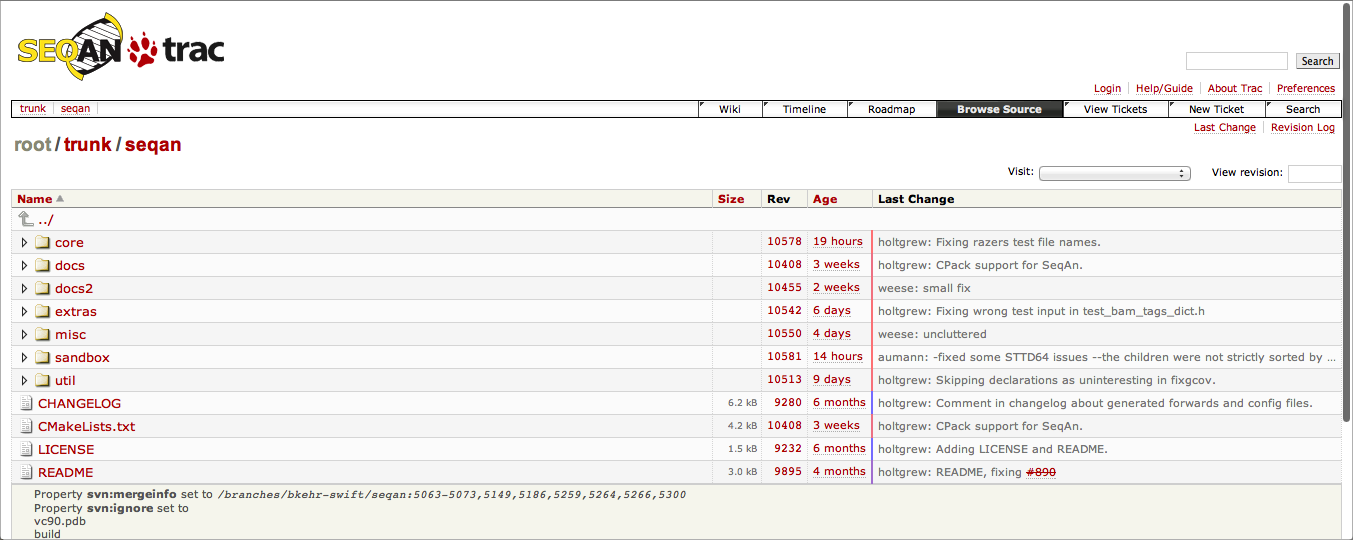 SEQAN trac
Search
Login Help/Guide About Trac Preferences
trunk seqan Wiki Timeline Roadmap Browse Source View Tickets New Ticket Search
Last Change Revision Log
root / trunk / seqan
Visit: View revision:
Name Size Rev Age Last Change
../
core 10578 19 hours holtgrew: Fixing razers test file names.
docs 10408 3 weeks holtgrew: CPack support for SeqAn.
docs2 10455 2 weeks weese: small fix
extras 10542 6 days holtgrew: Fixing wrong test input in test_bam_tags_dict.h
misc 10550 4 days weese: uncluttered
sandbox 10581 14 hours aumann: -fixed some STTD64 issues --the children were not strictly sorted by ...
util 10513 9 days holtgrew: Skipping declarations as uninteresting in fixgcov.
CHANGELOG 6.2 kB 9280 6 months holtgrew: Comment in changelog about generated forwards and config files.
CMakeLists.txt 4.2 kB 10408 3 weeks holtgrew: CPack support for SeqAn.
LICENSE 1.5 kB 9232 6 months holtgrew: Adding LICENSE and README.
README 3.0 kB 9895 4 months holtgrew: README, fixing #890
Property svn:mergeinfo set to /branches/bkehr-swift/seqan:5063-5073,5149,5186,5259,5264,5266,5300
Property svn:ignore set to
vc90.pdb
build